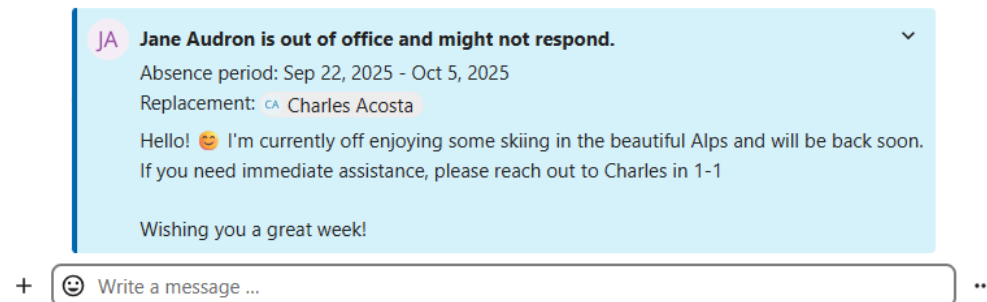 JA Jane Audron is out of office and might not respond.
Absence period: Sep 22, 2025 - Oct 5, 2025
Replacement: CA Charles Acosta
Hello! 😊 I'm currently off enjoying some skiing in the beautiful Alps and will be back soon.
If you need immediate assistance, please reach out to Charles in 1-1
Wishing you a great week!
Write a message ...